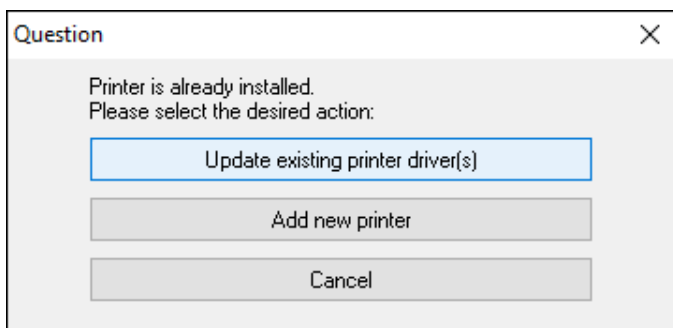 Question
Printer is already installed.
Please select the desired action:
Update existing printer driver(s)
Add new printer
Cancel